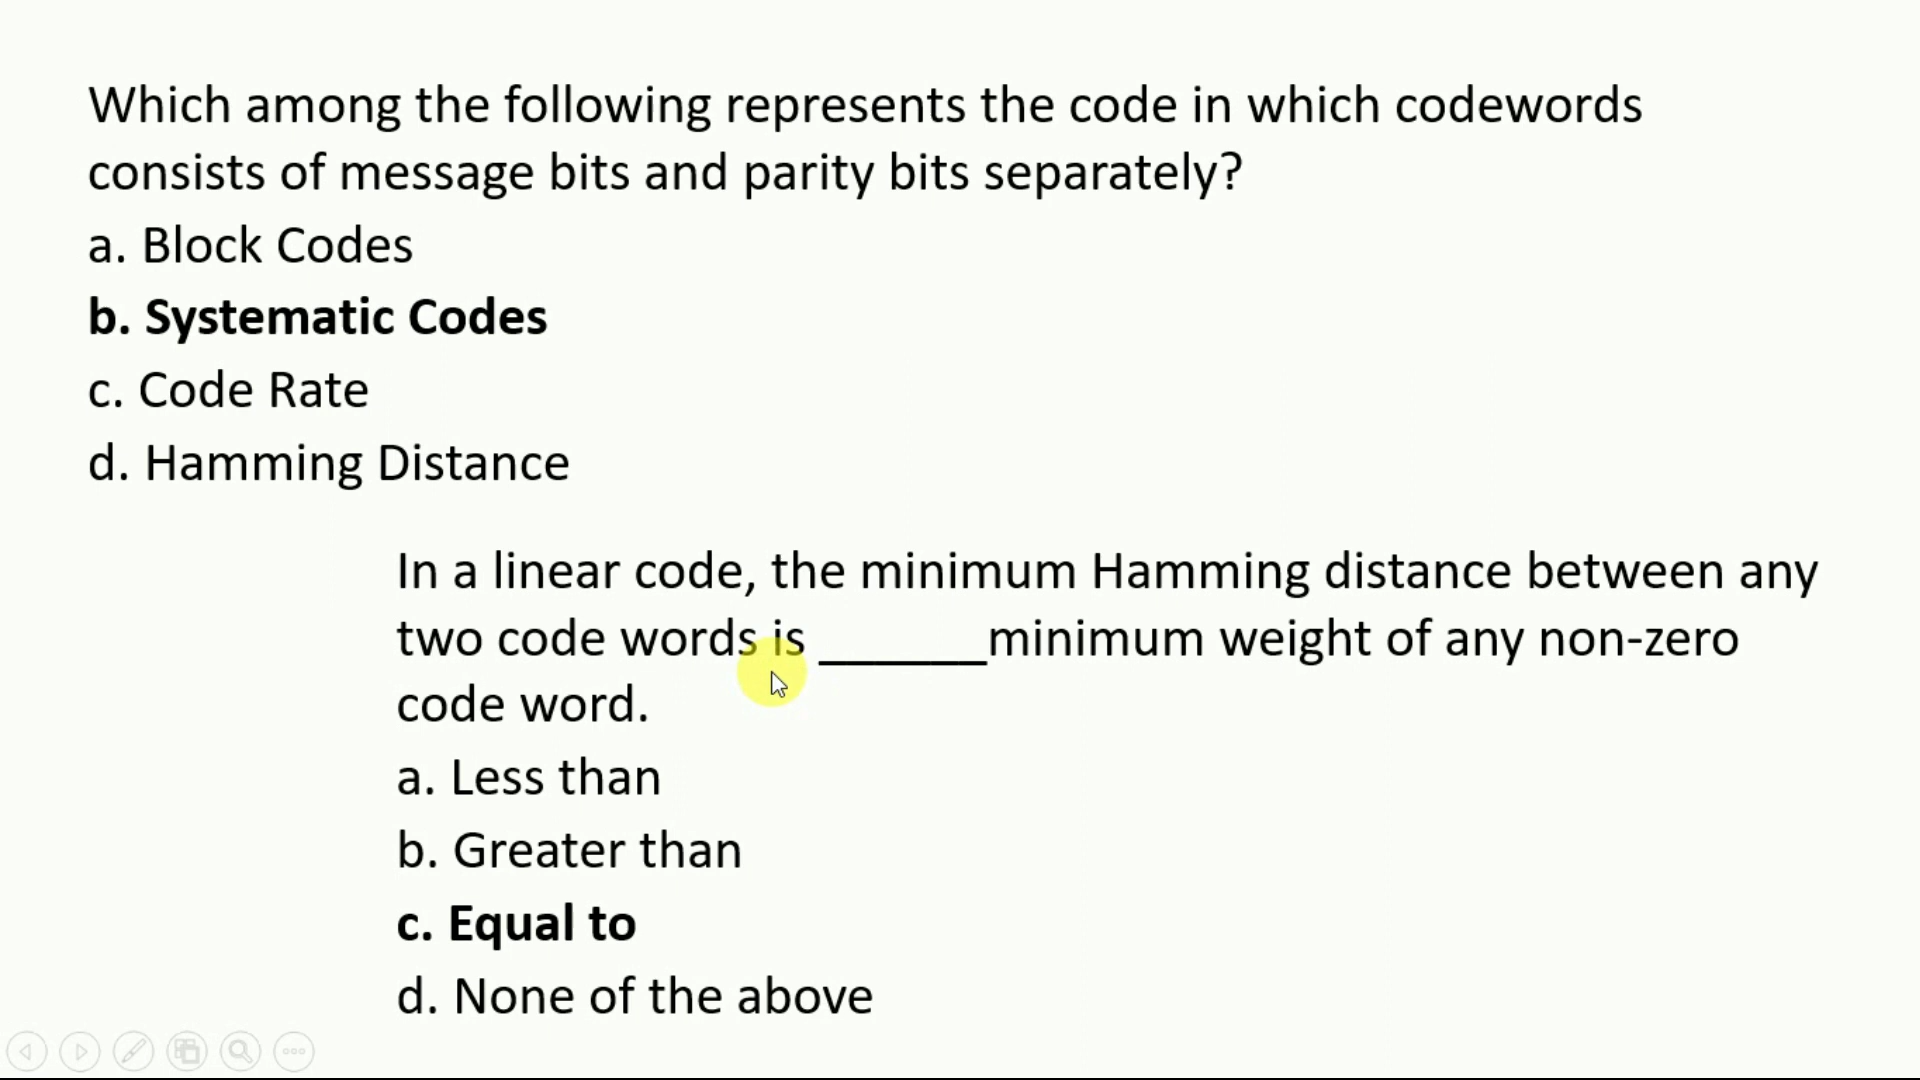 Which among the following represents the code in which codewords
consists of message bits and parity bits separately?
a. Block Codes
b. Systematic Codes
c. Code Rate
d. Hamming Distance
In a linear code, the minimum Hamming distance between any
two code words is ______minimum weight of any non-zero
code word.
a. Less than
b. Greater than
c. Equal to
d. None of the above